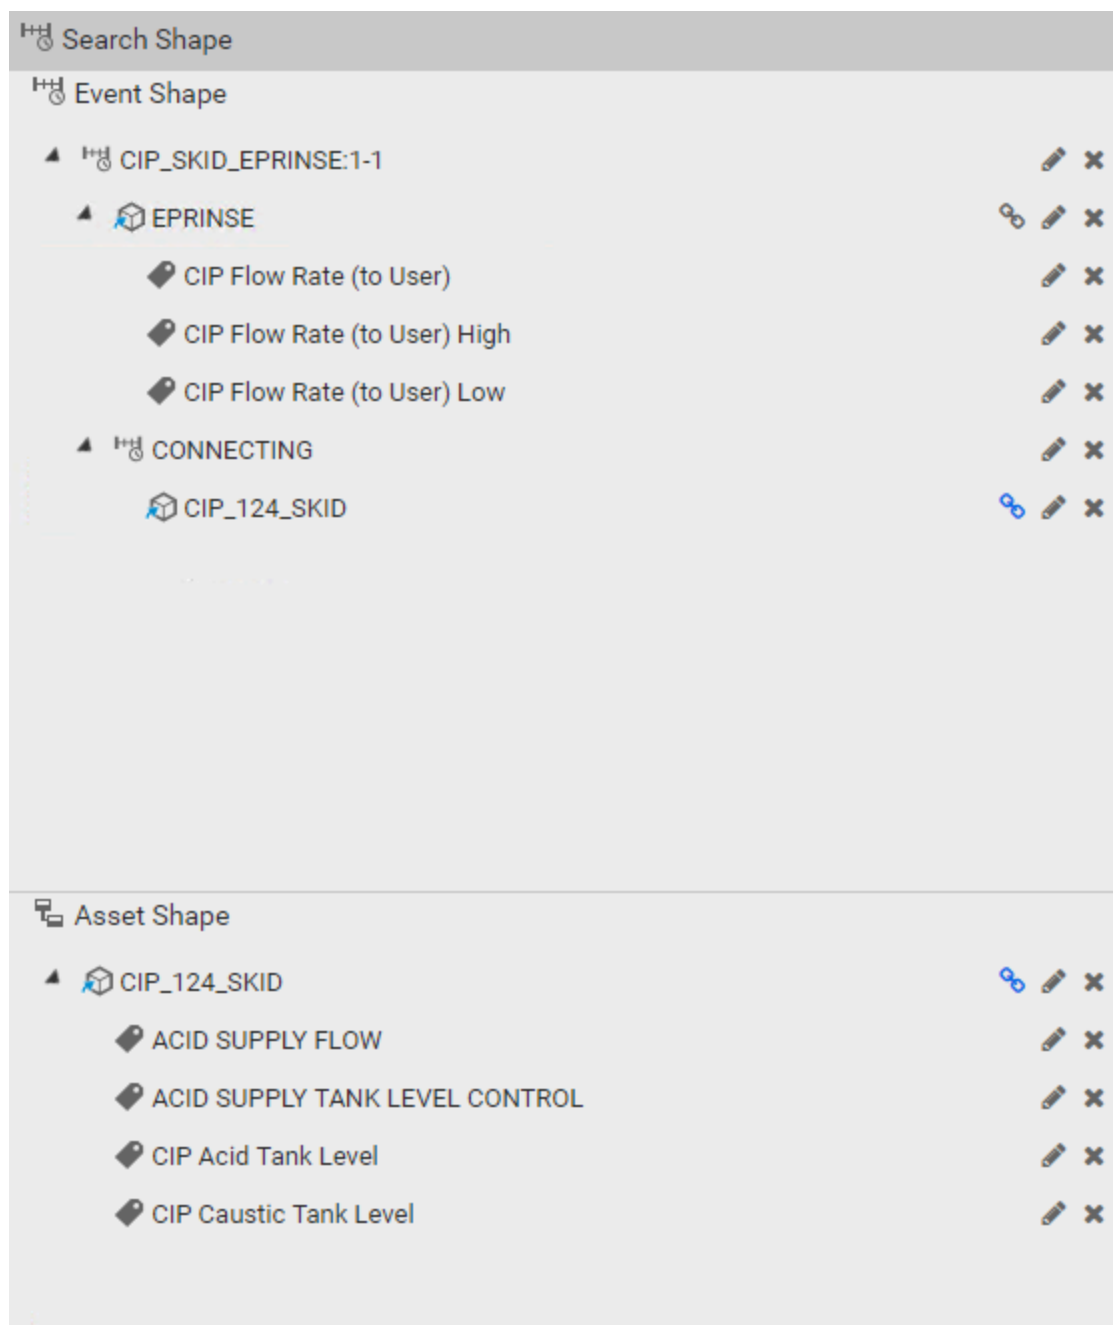 Search Shape
Event Shape
CIP_SKID_EPRINSE:1-1
EPRINSE
CIP Flow Rate (to User)
CIP Flow Rate (to User) High
CIP Flow Rate (to User) Low
CONNECTING
CIP_124_SKID
Asset Shape
CIP_124_SKID
ACID SUPPLY FLOW
ACID SUPPLY TANK LEVEL CONTROL
CIP Acid Tank Level
CIP Caustic Tank Level